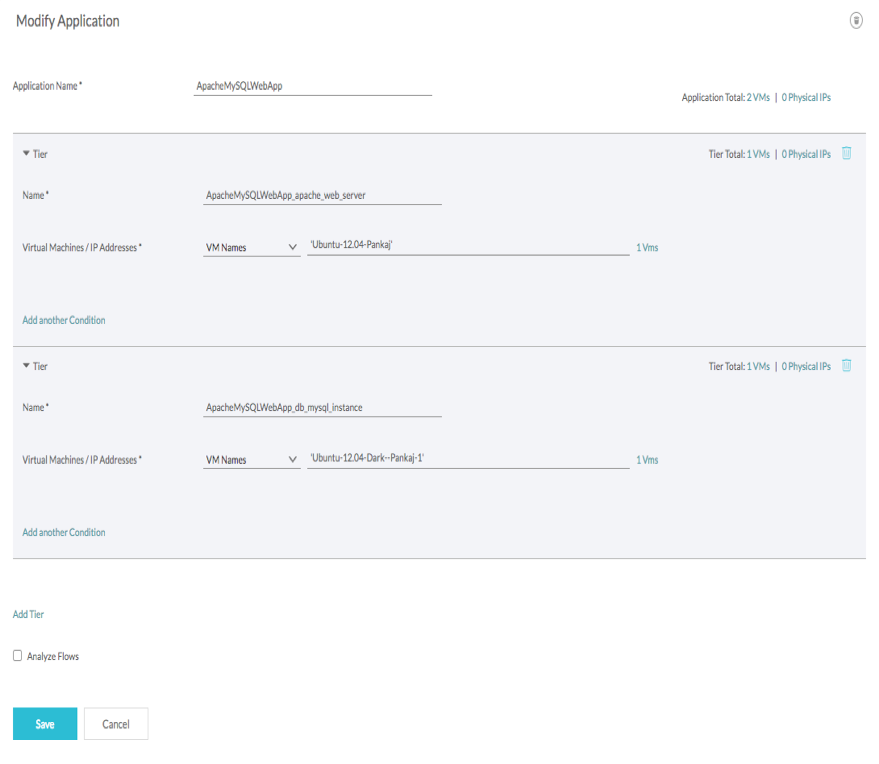 Modify Application
Application Name * ApacheMySQLWebApp
Application Total: 2 VMs | 0 Physical IPs
Tier Tier Total: 1 VMs | 0 Physical IPs
Name * ApacheMySQLWebApp_apache_web_server
Virtual Machines / IP Addresses * VM Names 'Ubuntu-12.04-Pankaj' 1 Vms
Add another Condition
Tier Tier Total: 1 VMs | 0 Physical IPs
Name * ApacheMySQLWebApp_db_mysql_instance
Virtual Machines / IP Addresses * VM Names 'Ubuntu-12.04-Dark--Pankaj-1' 1 Vms
Add another Condition
Add Tier
Analyze Flows
Save Cancel